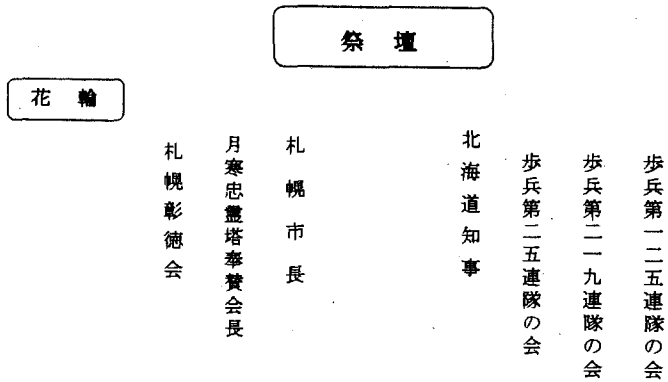 祭壇
花輪
歩兵第一二五連隊の会
歩兵第二一九連隊の会
歩兵第二五連隊の会
北海道知事
札幌市長
月寒忠霊塔奉賛会長
札幌彰徳会